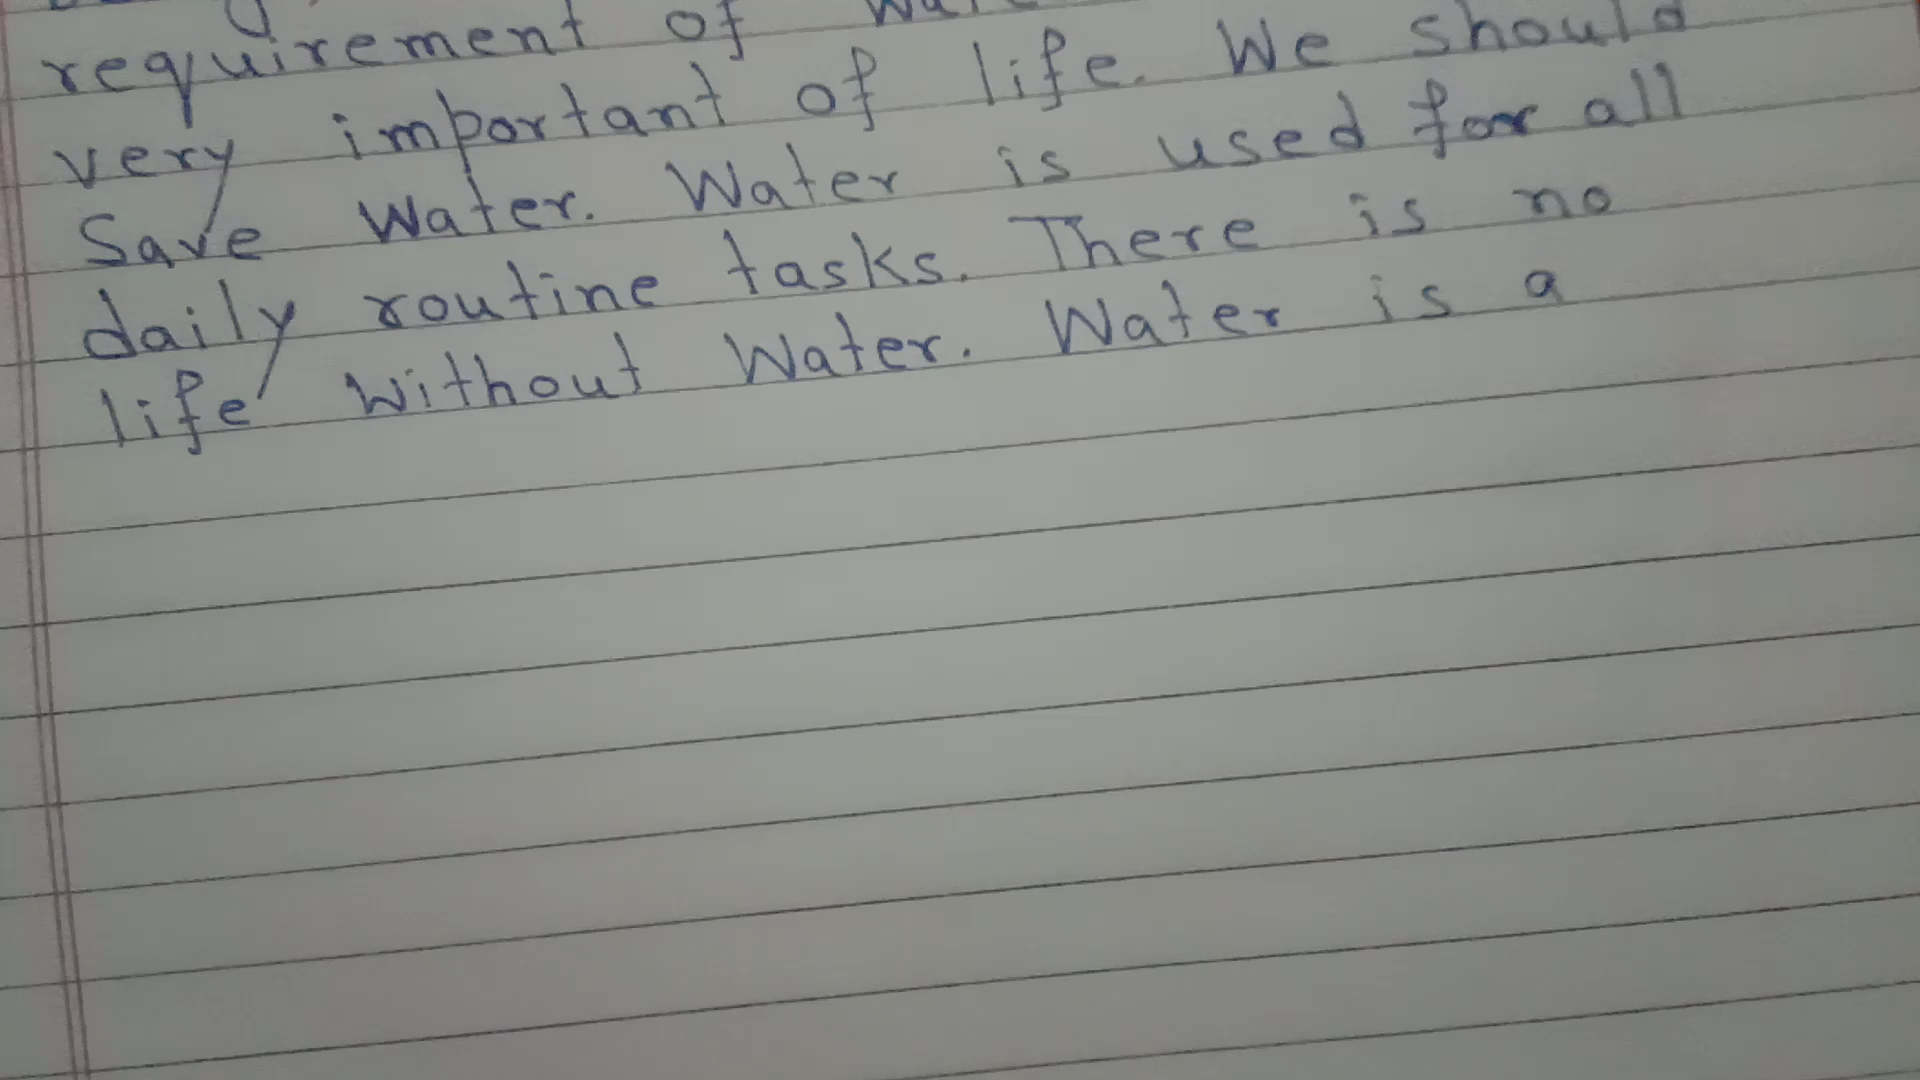 requirement of
very important of life. We should
Save Water. Water is used for all
daily routine tasks. There is no
life Without Water. Water is a